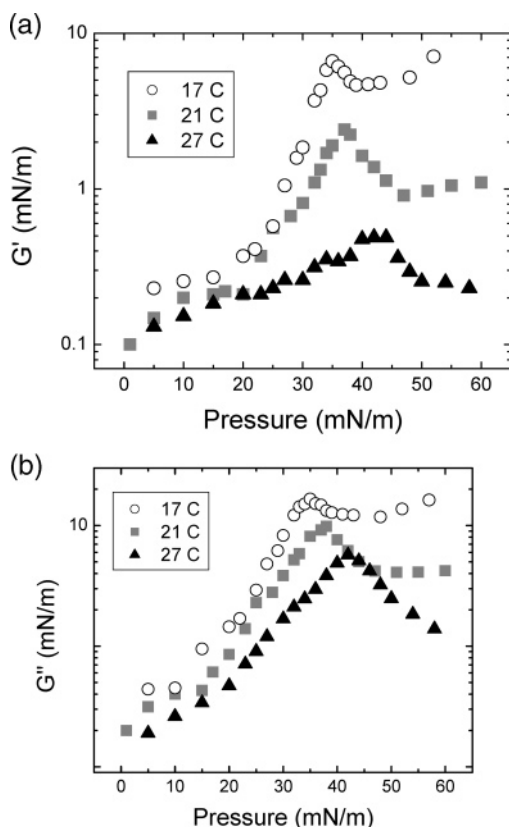 (a)
10
1
0.1
G' (mN/m)
17 C
21 C
27 C
0 10 20 30 40 50 60
Pressure (mN/m)
(b)
10
G'' (mN/m)
17 C
21 C
27 C
0 10 20 30 40 50 60
Pressure (mN/m)